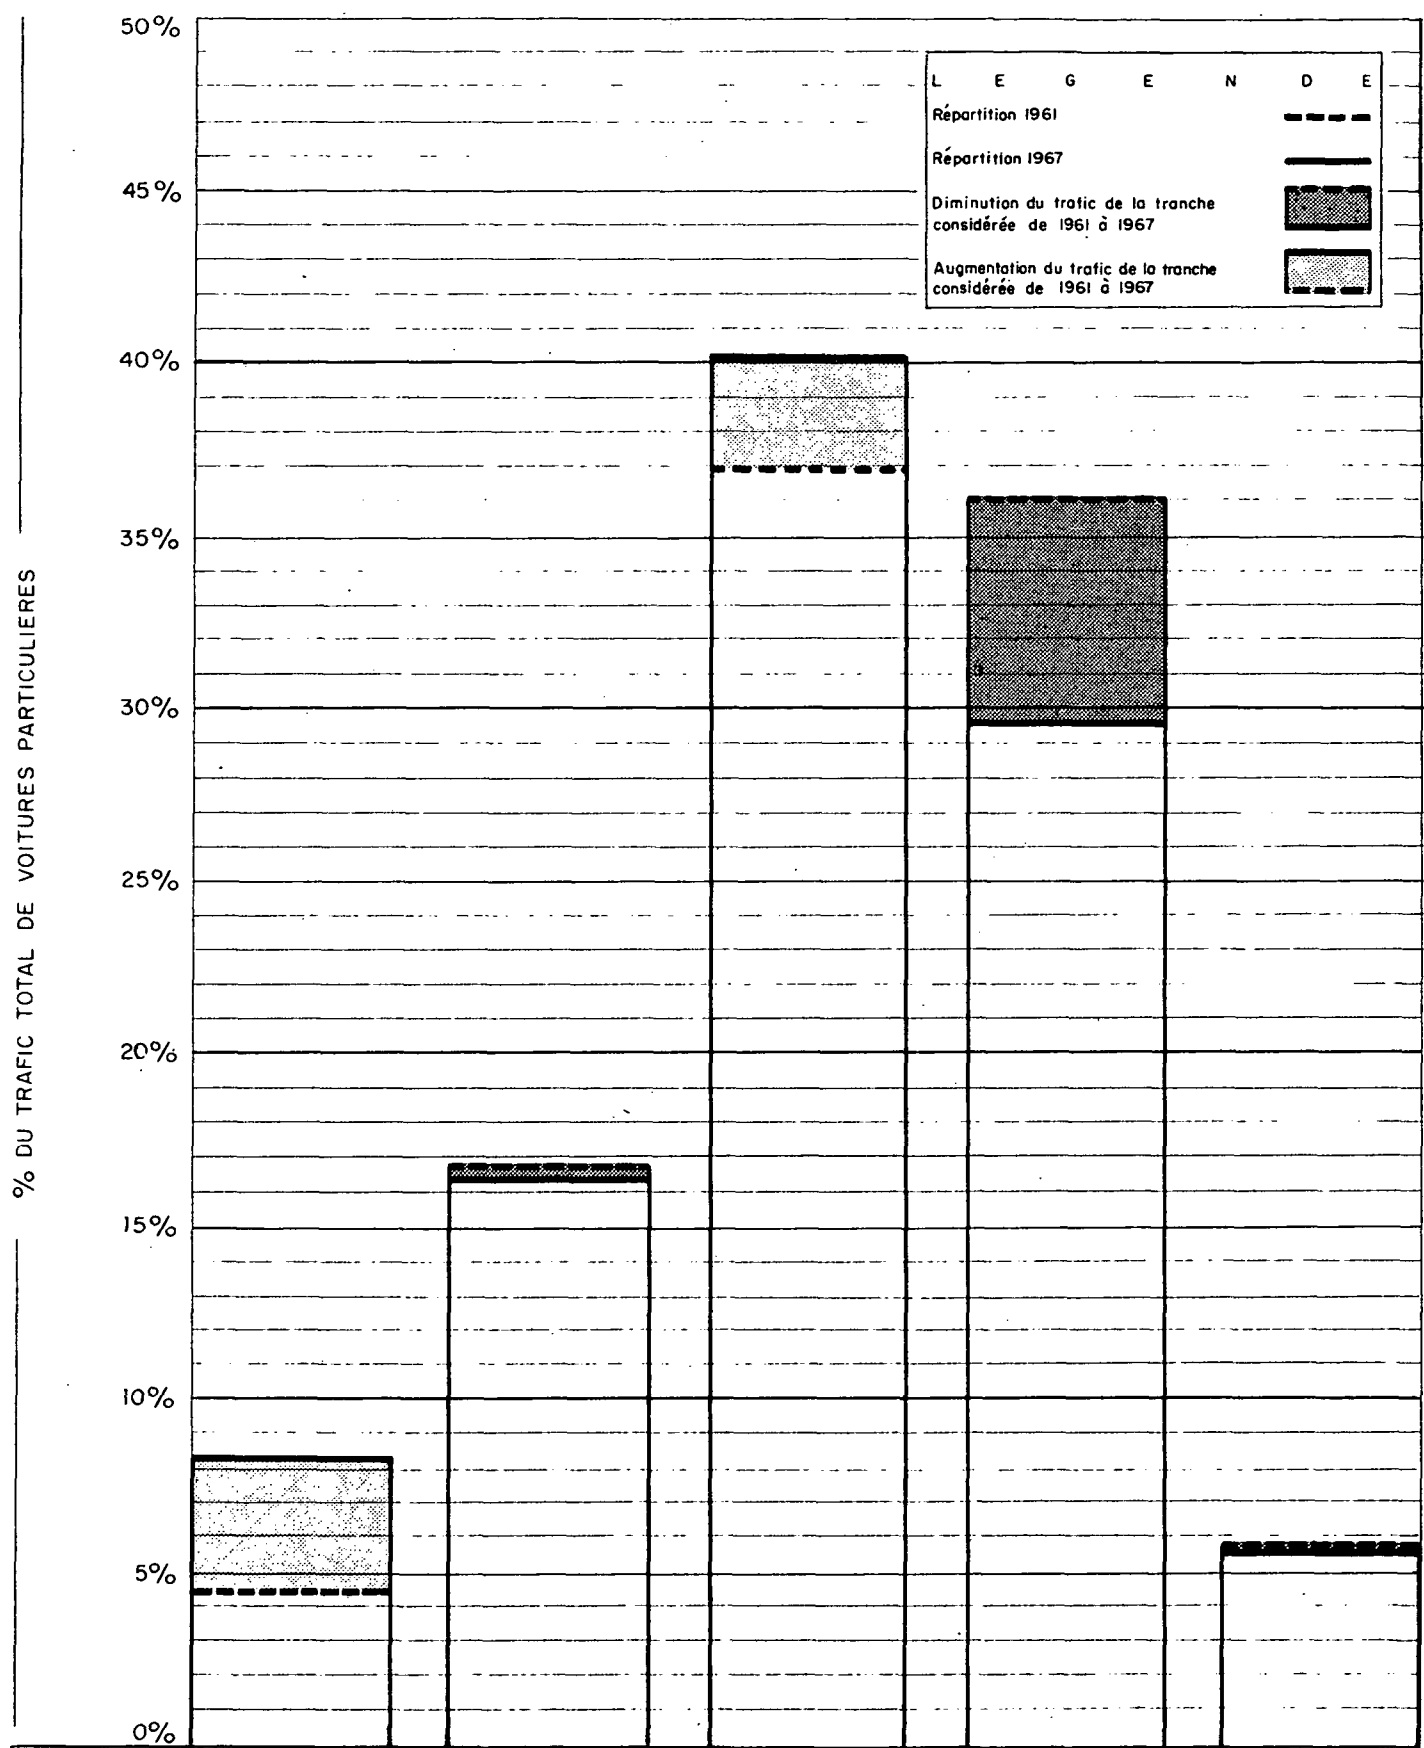 50%
45%
40%
35%
30%
25%
20%
15%
10%
5%
0%
% DU TRAFIC TOTAL DE VOITURES PARTICULIERES
L E G E N D E
Répartition 1961
Répartition 1967
Diminution du trafic de la tranche
considérée de 1961 à 1967
Augmentation du trafic de la tranche
considérée de 1961 à 1967